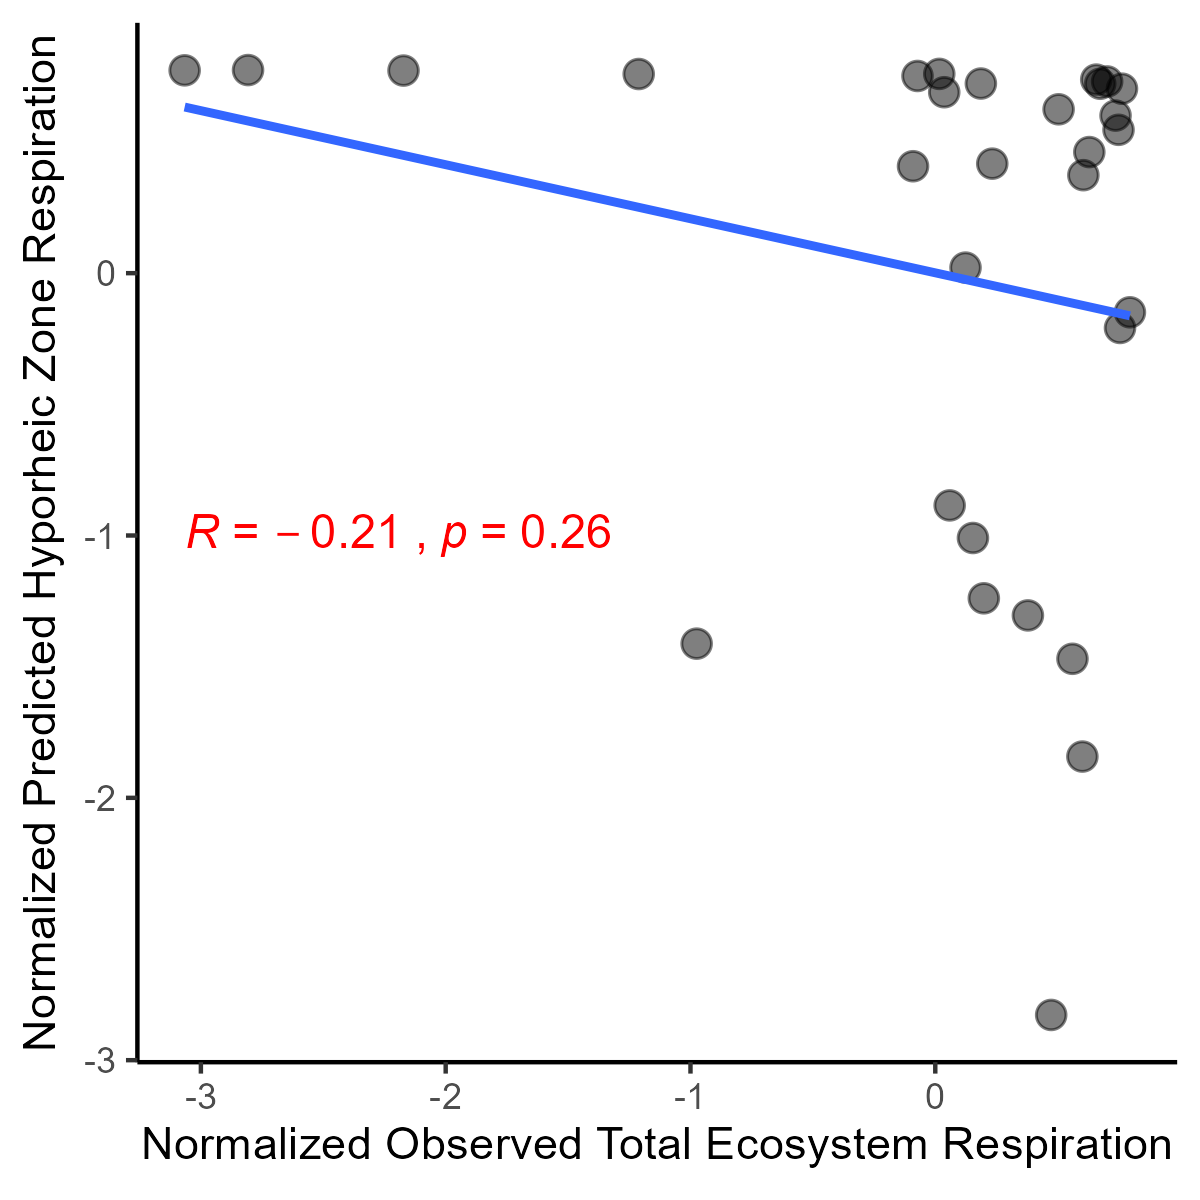 Normalized Predicted Hyporheic Zone Respiration
0
-1
-2
-3
R = − 0.21 , p = 0.26
-3 -2 -1 0
Normalized Observed Total Ecosystem Respiration